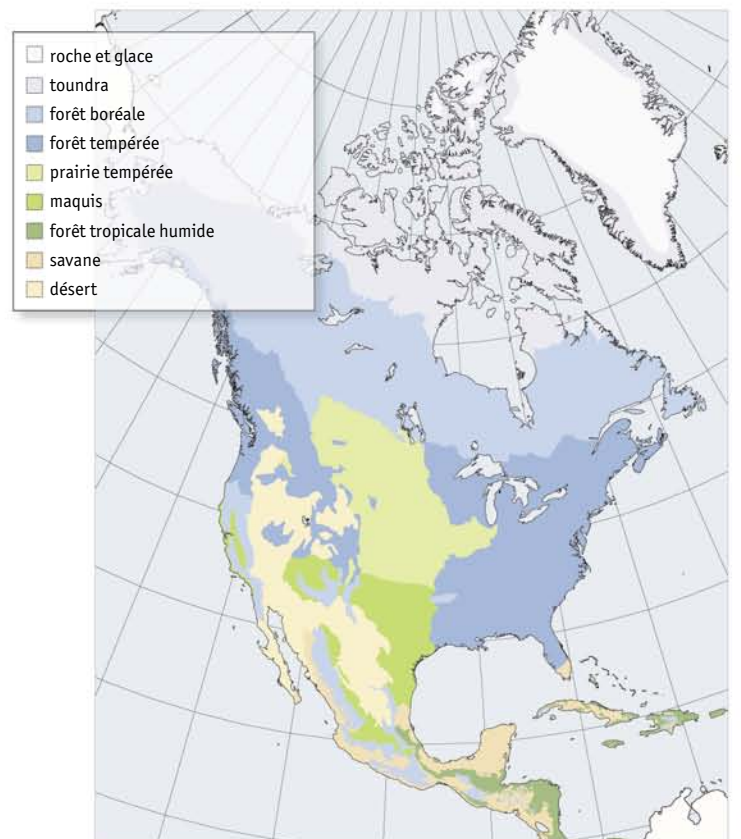 roche et glace
toundra
forêt boréale
forêt tempérée
prairie tempérée
maquis
forêt tropicale humide
savane
désert